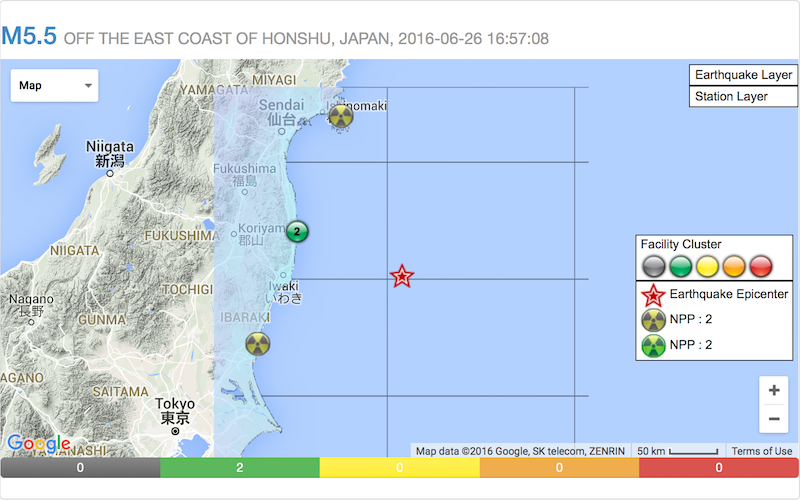 M5.5 OFF THE EAST COAST OF HONSHU, JAPAN, 2016-06-26 16:57:08
Map
Earthquake Layer
Station Layer
MIYAGI
YAMAGATA
Sendai
仙台
Niigata
新潟
Fukushima
福島
2
Koriyama
郡山
FUKUSHIMA
NIIGATA
Facility Cluster
Earthquake Epicenter
NPP : 2
NPP : 2
Iwaki
いわき
TOCHIGI
Nagano
長野
GUNMA
IBARAKI
AGANO
SAITAMA
Tokyo
東京
YAMANASHI
+
−
Google
Map data ©2016 Google, SK telecom, ZENRIN
50 km
Terms of Use
0
2
0
0
0